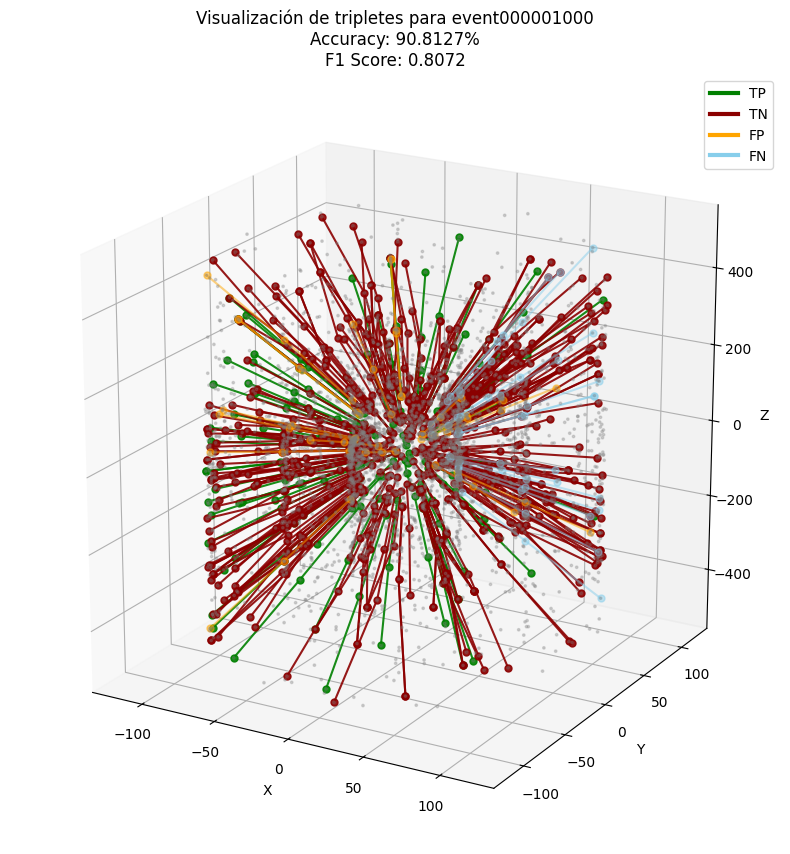 Visualización de tripletes para event000001000
Accuracy: 90.8127%
F1 Score: 0.8072
TP
TN
FP
FN
400
200
0
−200
−400
Z
100
50
0
−50
−100
Y
−100
−50
0
50
100
X